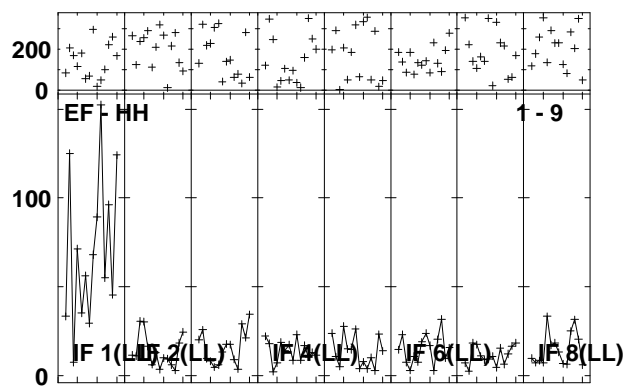 200
0
EF - HH 1 - 9
100
0
IF 1(LL) IF 2(LL) IF 4(LL) IF 6(LL) IF 8(LL)